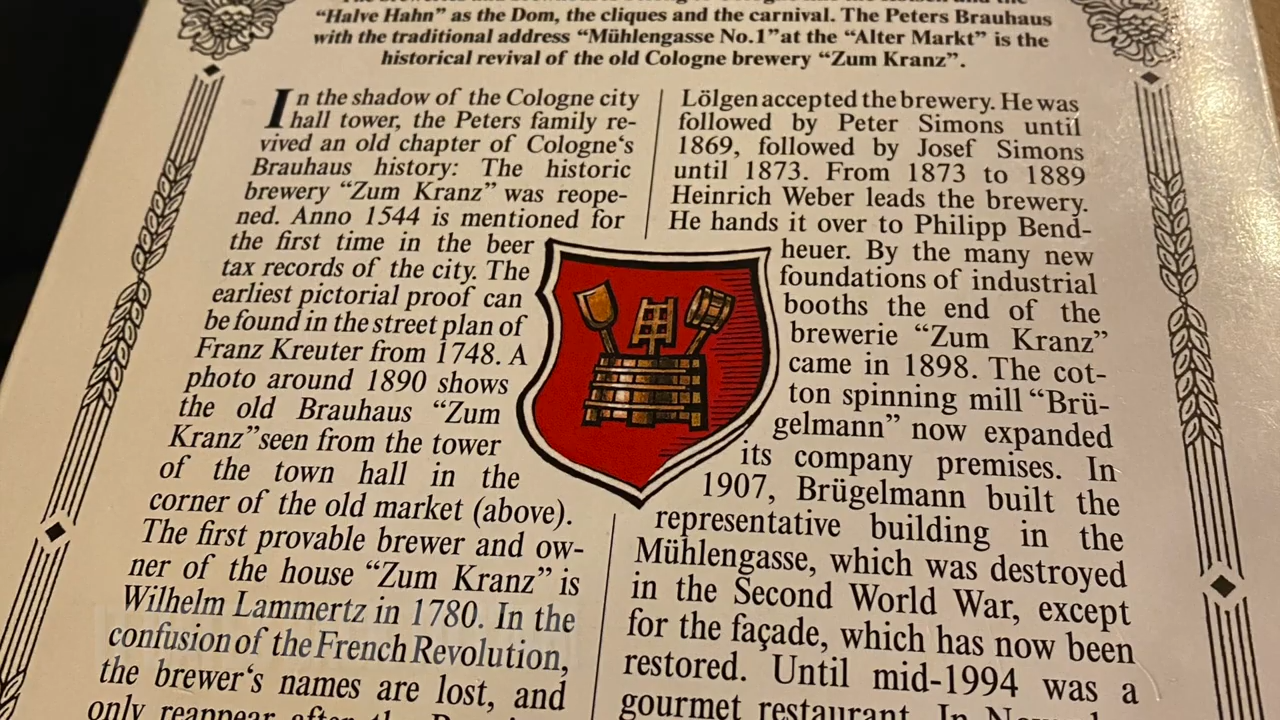 “Halve Hahn” as the Dom, the cliques and the carnival. The Peters Brauhaus
with the traditional address “Mühlengasse No.1”at the “Alter Markt” is the
historical revival of the old Cologne brewery “Zum Kranz”.
In the shadow of the Cologne city
hall tower, the Peters family re-
vived an old chapter of Cologne‘s
Brauhaus history: The historic
brewery “Zum Kranz” was reope-
ned. Anno 1544 is mentioned for
the first time in the beer
tax records of the city. The
earliest pictorial proof can
be found in the street plan of
Franz Kreuter from 1748. A
photo around 1890 shows
the old Brauhaus “Zum
Kranz”seen from the tower
of the town hall in the
corner of the old market (above).
The first provable brewer and ow-
ner of the house “Zum Kranz” is
Wilhelm Lammertz in 1780. In the
confusion of the French Revolution,
the brewer‘s names are lost, and
only reappear after the
Lölgen accepted the brewery. He was
followed by Peter Simons until
1869, followed by Josef Simons
until 1873. From 1873 to 1889
Heinrich Weber leads the brewery.
He hands it over to Philipp Bend-
heuer. By the many new
foundations of industrial
booths the end of the
brewerie “Zum Kranz”
came in 1898. The cot-
ton spinning mill “Brü-
gelmann” now expanded
its company premises. In
1907, Brügelmann built the
representative building in the
Mühlengasse, which was destroyed
in the Second World War, except
for the façade, which has now been
restored. Until mid-1994 was a
gourmet restaurant. In